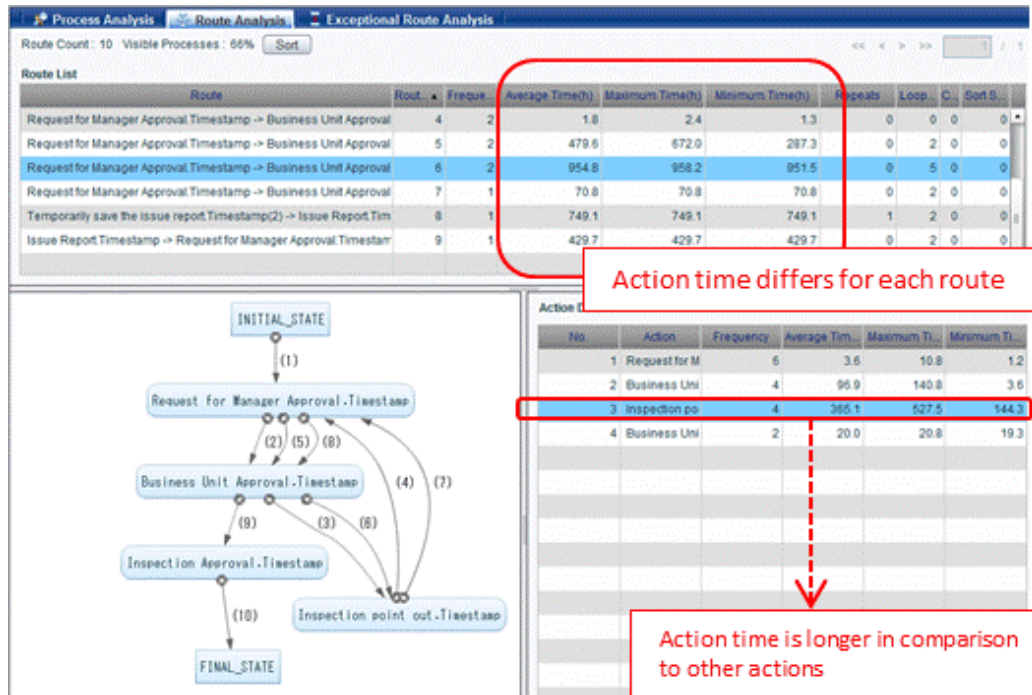 Process Analysis Route Analysis Exceptional Route Analysis
Route Count : 10 Visible Processes : 66% Sort
<< < > >> 1 / 1
Route List
Route Rout... Freque... Average Time(h) Maximum Time(h) Minimum Time(h) Repeats Loop... C... Sort S...
Request for Manager Approval.Timestamp -> Business Unit Approval 4 2 1.8 2.4 1.3 0 0 0 0
Request for Manager Approval.Timestamp -> Business Unit Approval 5 2 479.6 672.0 287.3 0 2 0 0
Request for Manager Approval.Timestamp -> Business Unit Approval 6 2 954.8 958.2 951.5 0 5 0 0
Request for Manager Approval.Timestamp -> Business Unit Approval 7 1 70.8 70.8 70.8 0 2 0 0
Temporarily save the issue report.Timestamp(2) -> Issue Report.Tim 8 1 749.1 749.1 749.1 1 2 0 0
Issue Report.Timestamp -> Request for Manager Approval.Timestam 9 1 429.7 429.7 429.7 0 2 0 0
Action time differs for each route
INITIAL_STATE
(1)
Request for Manager Approval.Timestamp
(2) (5) (8) (4) (7)
Business Unit Approval.Timestamp
(9) (3) (6)
Inspection Approval.Timestamp
Inspection point out.Timestamp
(10)
FINAL_STATE
Action
No. Action Frequency Average Tim... Maximum Ti... Minimum Ti...
1 Request for M 6 3.6 10.8 1.2
2 Business Uni 4 96.9 140.8 3.6
3 Inspection po 4 365.1 527.5 144.3
4 Business Uni 2 20.0 20.8 19.3
Action time is longer in comparison
to other actions